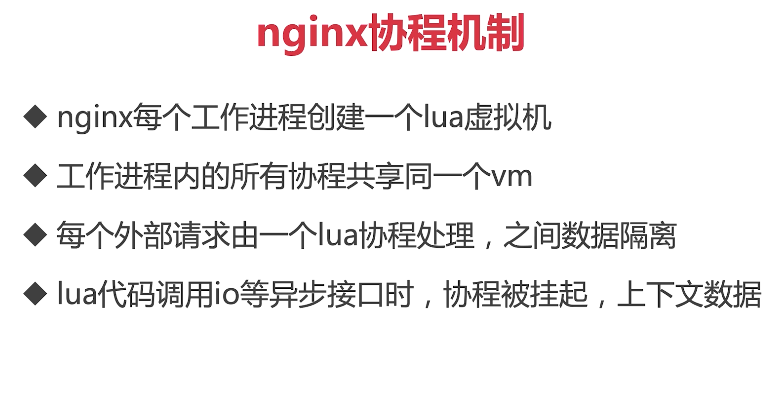 nginx协程机制
◆ nginx每个工作进程创建一个lua虚拟机
◆ 工作进程内的所有协程共享同一个vm
◆ 每个外部请求由一个lua协程处理，之间数据隔离
◆ lua代码调用io等异步接口时，协程被挂起，上下文数据